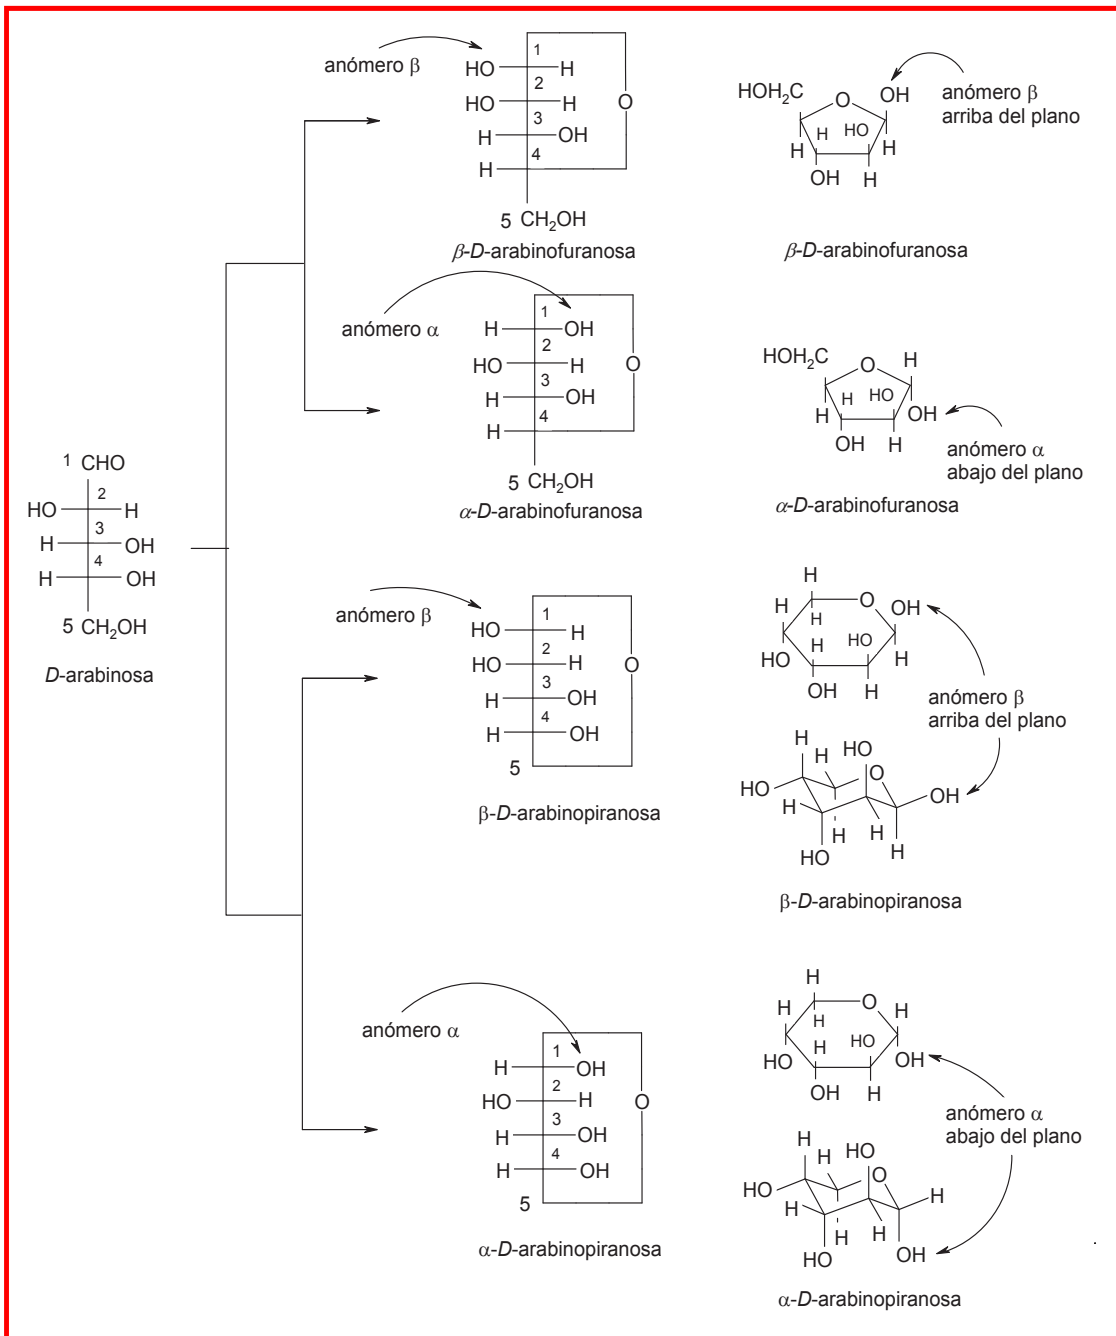 anómero β
1
HO H
2
HO H
3
H OH
4
H
O
5 CH₂OH
β-D-arabinofuranosa
HOH₂C O OH
H HO
H H
OH H
anómero β
arriba del plano
β-D-arabinofuranosa
anómero α
1
H OH
2
HO H
3
H OH
4
H
O
5 CH₂OH
α-D-arabinofuranosa
HOH₂C O H
H HO
H OH
OH H
anómero α
abajo del plano
α-D-arabinofuranosa
1 CHO
2
HO H
3
H OH
4
H OH
5 CH₂OH
D-arabinosa
anómero β
1
HO H
2
HO H
3
H OH
4
H OH
5
O
β-D-arabinopiranosa
H
O OH
H H
H HO
HO H
OH H
anómero β
arriba del plano
H H HO
O
HO OH
H
H H
HO H
β-D-arabinopiranosa
anómero α
1
H OH
2
HO H
3
H OH
4
H OH
5
O
α-D-arabinopiranosa
H
H O H
H
H HO
HO OH
OH H
anómero α
abajo del plano
H H HO
O
HO H
H
H H
HO OH
α-D-arabinopiranosa